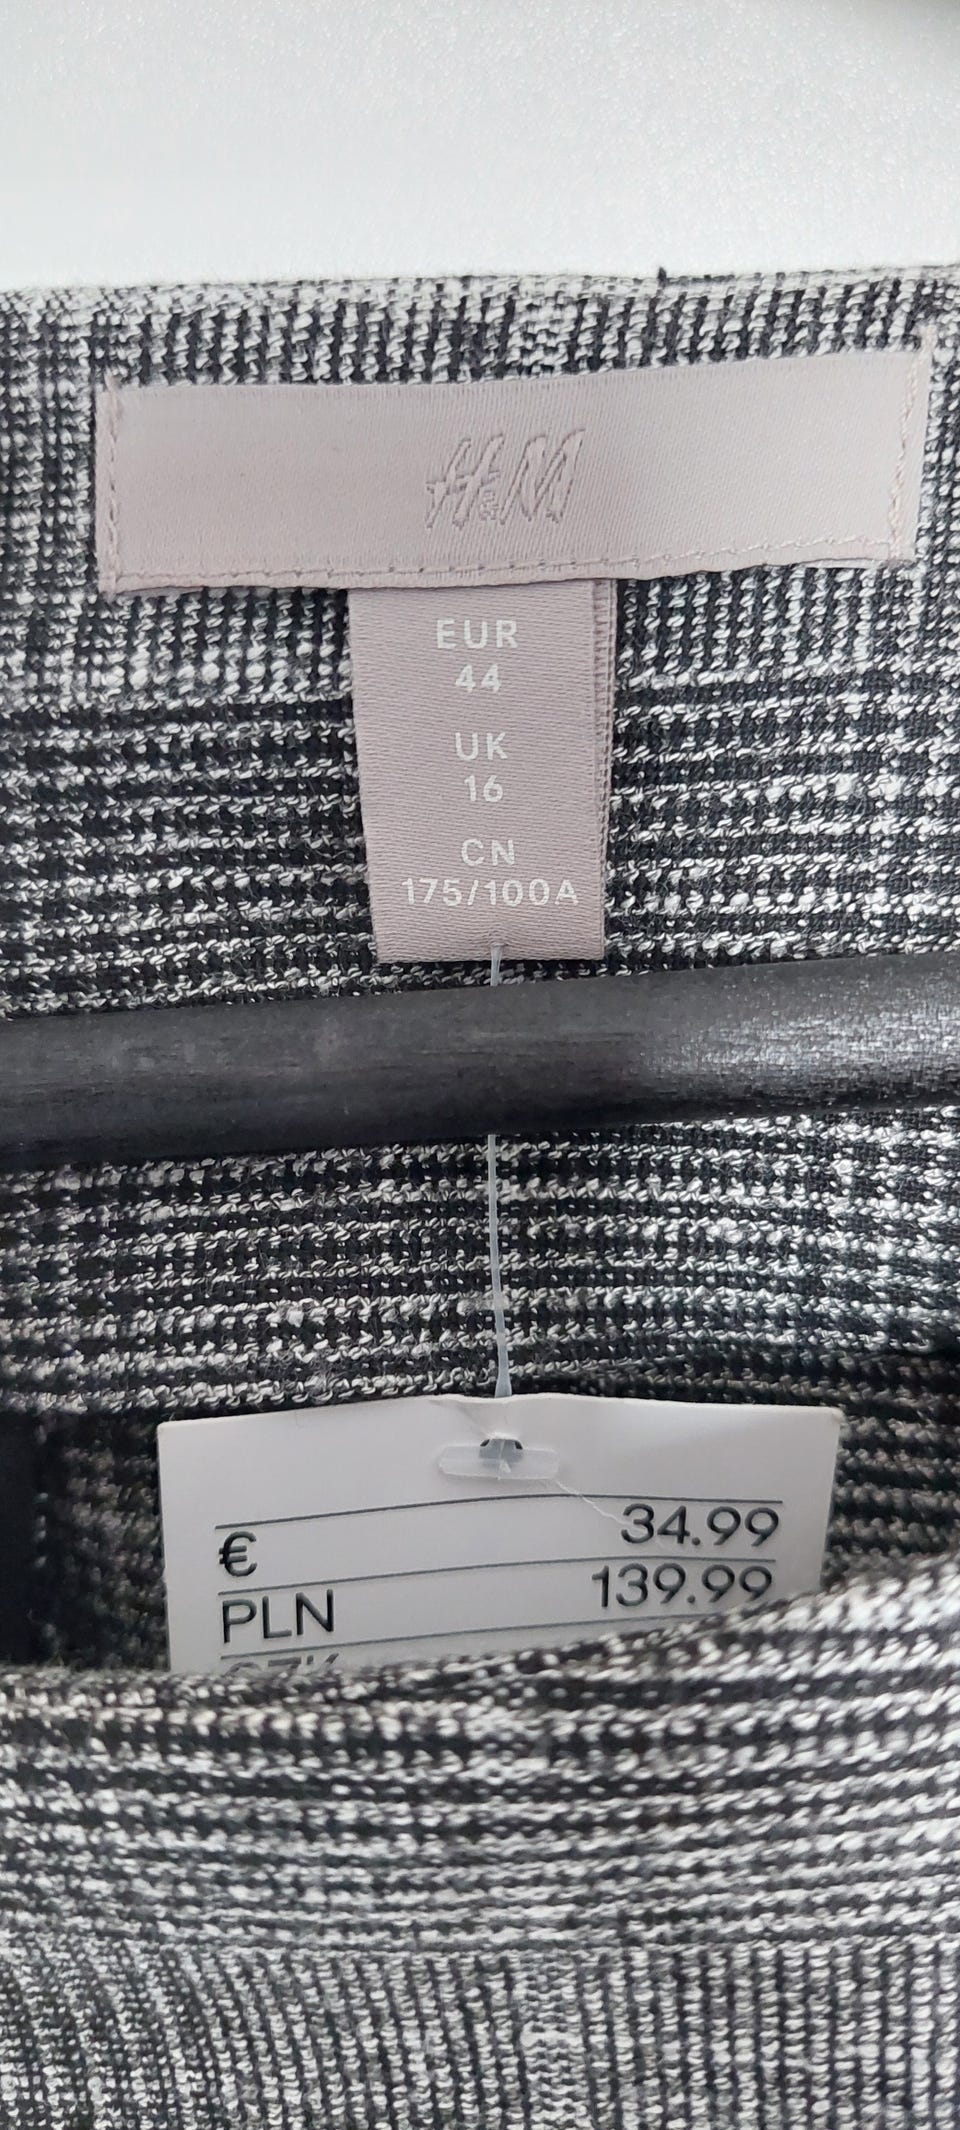 H&M
EUR
44
UK
16
CN
175/100A
€ 34.99
PLN 139.99